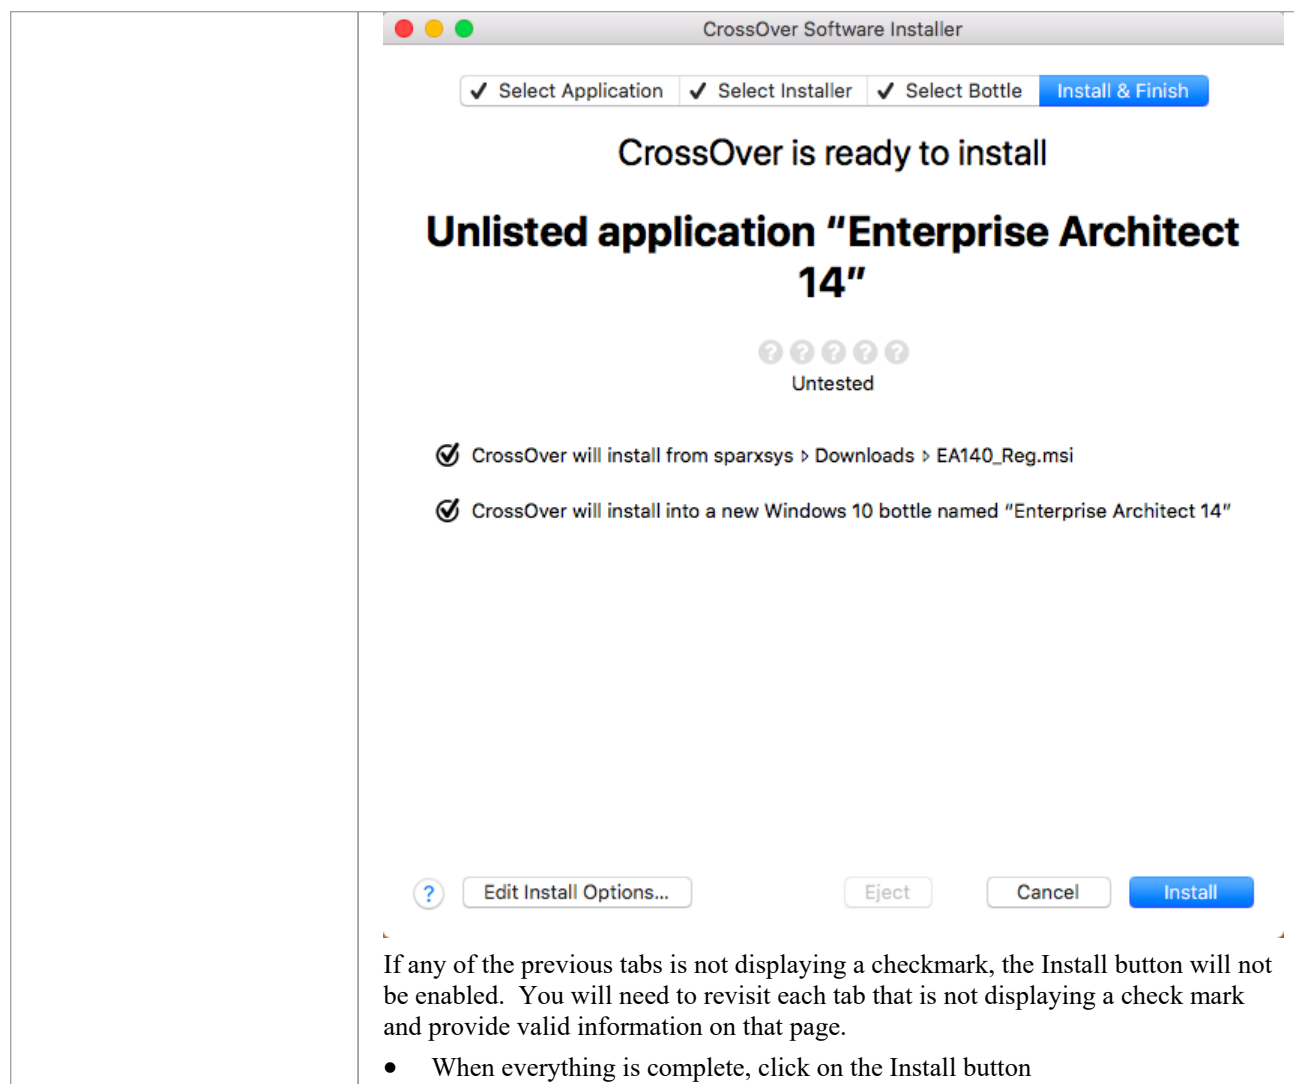 CrossOver Software Installer
✓ Select Application ✓ Select Installer ✓ Select Bottle Install & Finish
CrossOver is ready to install
Unlisted application “Enterprise Architect
14”
? ? ? ? ?
Untested
CrossOver will install from sparxsys ▹ Downloads ▹ EA140_Reg.msi
CrossOver will install into a new Windows 10 bottle named “Enterprise Architect 14”
? Edit Install Options... Eject Cancel Install
If any of the previous tabs is not displaying a checkmark, the Install button will not
be enabled.  You will need to revisit each tab that is not displaying a check mark
and provide valid information on that page.
• When everything is complete, click on the Install button